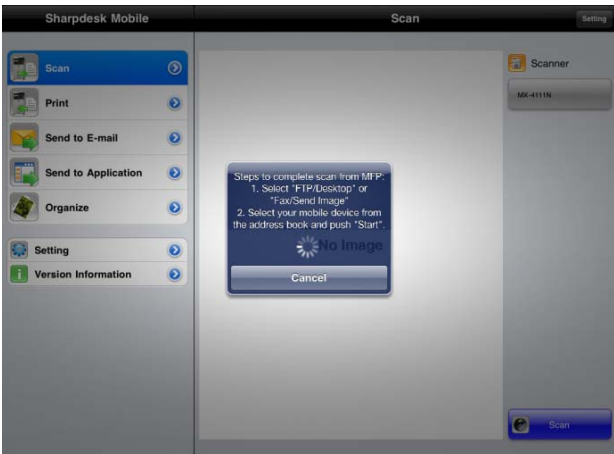 Sharpdesk Mobile
Scan
Setting
Scan
Print
Send to E-mail
Send to Application
Organize
Setting
Version Information
Steps to complete scan from MFP:
1. Select "FTP/Desktop" or
"Fax/Send Image"
2. Select your mobile device from
the address book and push "Start".
No Image
Cancel
Scanner
MX-4111N
Scan